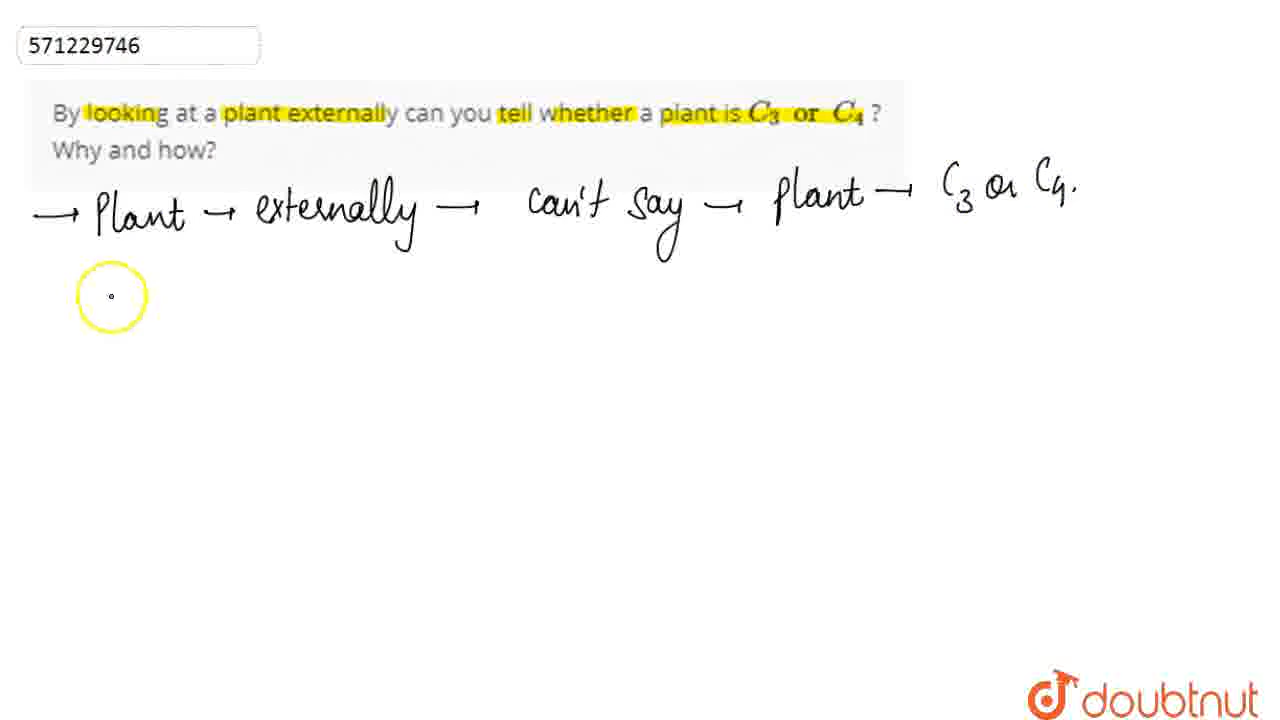 571229746
By looking at a plant externally can you tell whether a plant is C₃ or C₄ ?
Why and how?
→ Plant → externally → can't say → plant → C₃ or C₄.
doubtnut